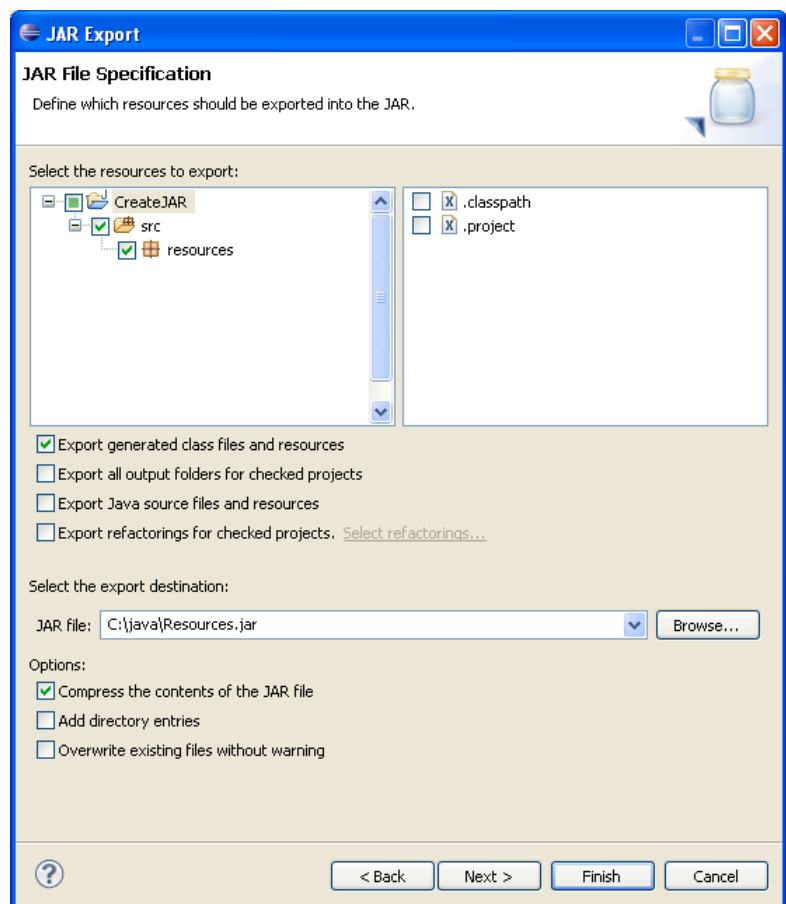 JAR Export
JAR File Specification
Define which resources should be exported into the JAR.
Select the resources to export:
CreateJAR
src
resources
.classpath
.project
Export generated class files and resources
Export all output folders for checked projects
Export Java source files and resources
Export refactorings for checked projects. Select refactorings...
Select the export destination:
JAR file: C:\java\Resources.jar Browse...
Options:
Compress the contents of the JAR file
Add directory entries
Overwrite existing files without warning
? < Back Next > Finish Cancel